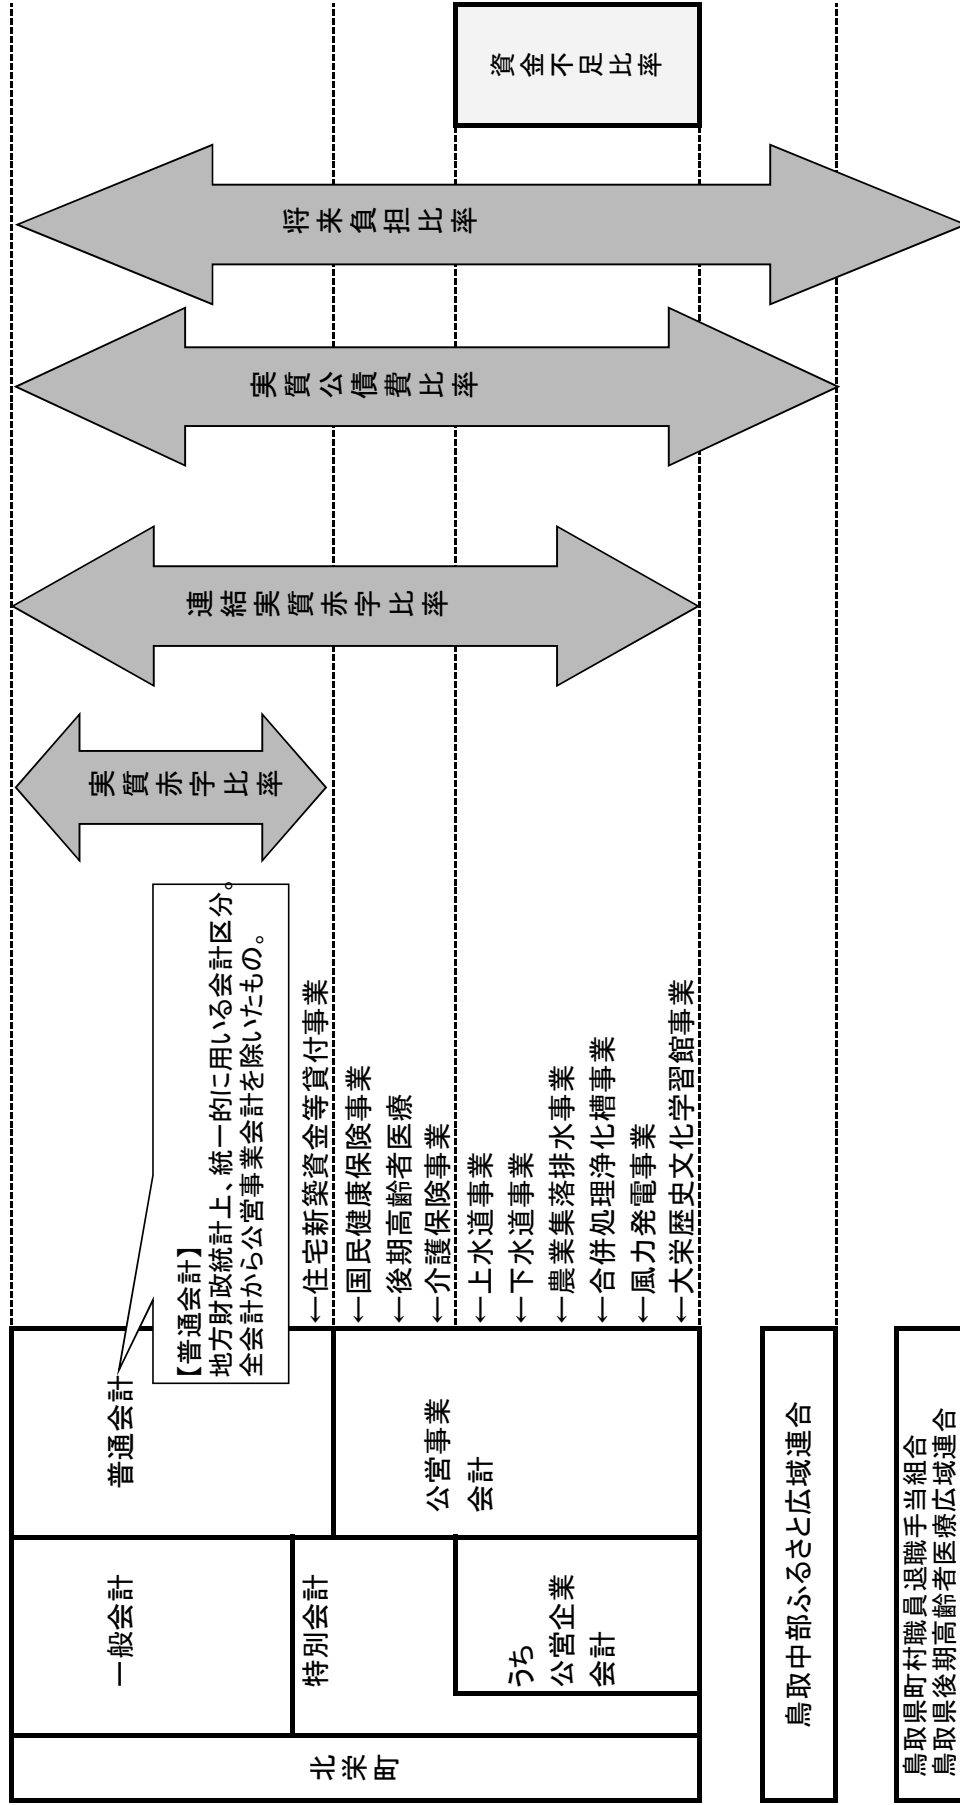 北栄町
一般会計
特別会計
うち
公営企業
会計
普通会計
公営事業
会計
【普通会計】
地方財政統計上、統一的に用いる会計区分。
全会計から公営事業会計を除いたもの。
←住宅新築資金等貸付事業
←国民健康保険事業
←後期高齢者医療
←介護保険事業
←上水道事業
←下水道事業
←農業集落排水事業
←合併処理浄化槽事業
←風力発電事業
←大栄歴史文化学習館事業
実質赤字比率
連結実質赤字比率
実質公債費比率
将来負担比率
資金不足比率
鳥取中部ふるさと広域連合
鳥取県町村職員退職手当組合
鳥取県後期高齢者医療広域連合